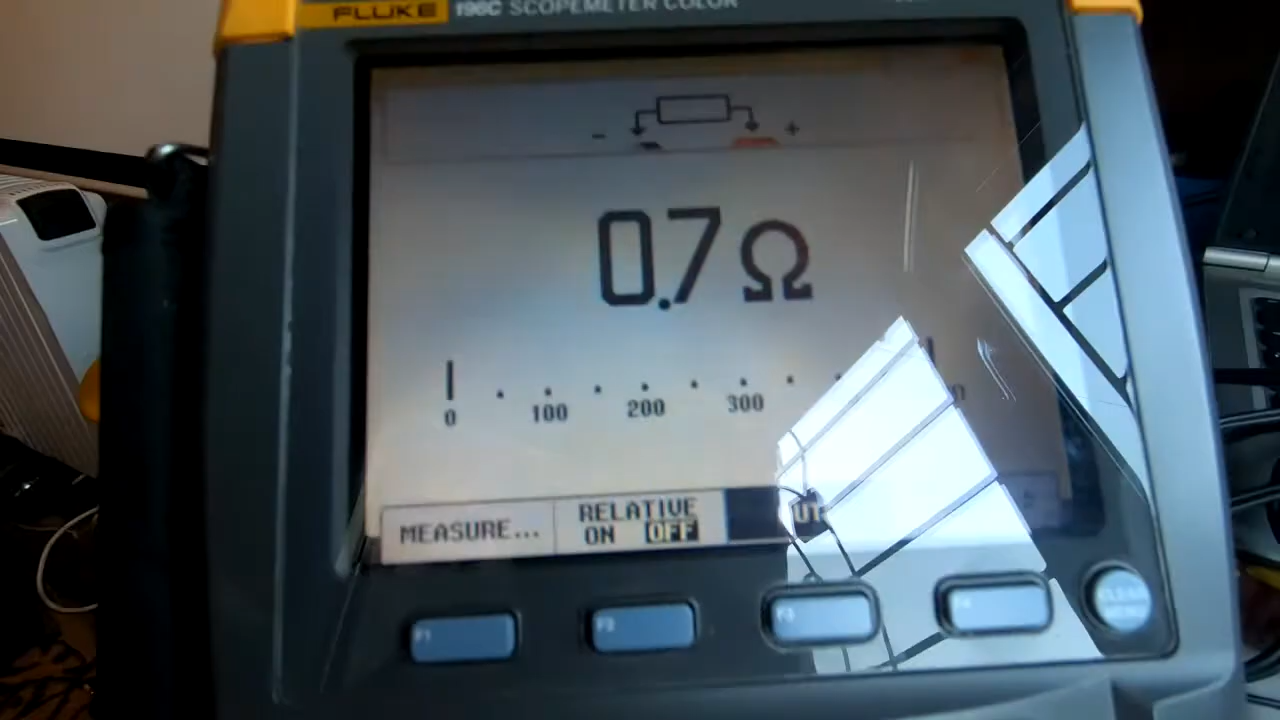 FLUKE 196C SCOPEMETER COLOR
- +
0.7 Ω
0 100 200 300
MEASURE... RELATIVE
ON OFF
F1 F2 F3 F4 CLEAR
MENU